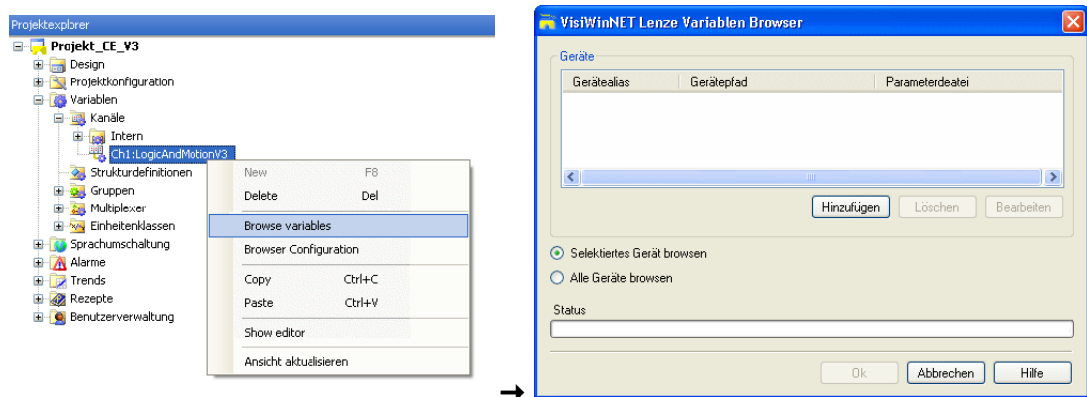 Projektexplorer
Projekt_CE_V3
Design
Projektkonfiguration
Variablen
Kanäle
Intern
Ch1:LogicAndMotionV3
Strukturdefinitionen
Gruppen
Multiplexer
Einheitenklassen
Sprachumschaltung
Alarme
Trends
Rezepte
Benutzerverwaltung
New F8
Delete Del
Browse variables
Browser Configuration
Copy Ctrl+C
Paste Ctrl+V
Show editor
Ansicht aktualisieren
→
VisiWinNET Lenze Variablen Browser
Geräte
Gerätealias Gerätepfad Parameterdeatei
Hinzufügen Löschen Bearbeiten
Selektiertes Gerät browsen
Alle Geräte browsen
Status
Ok Abbrechen Hilfe